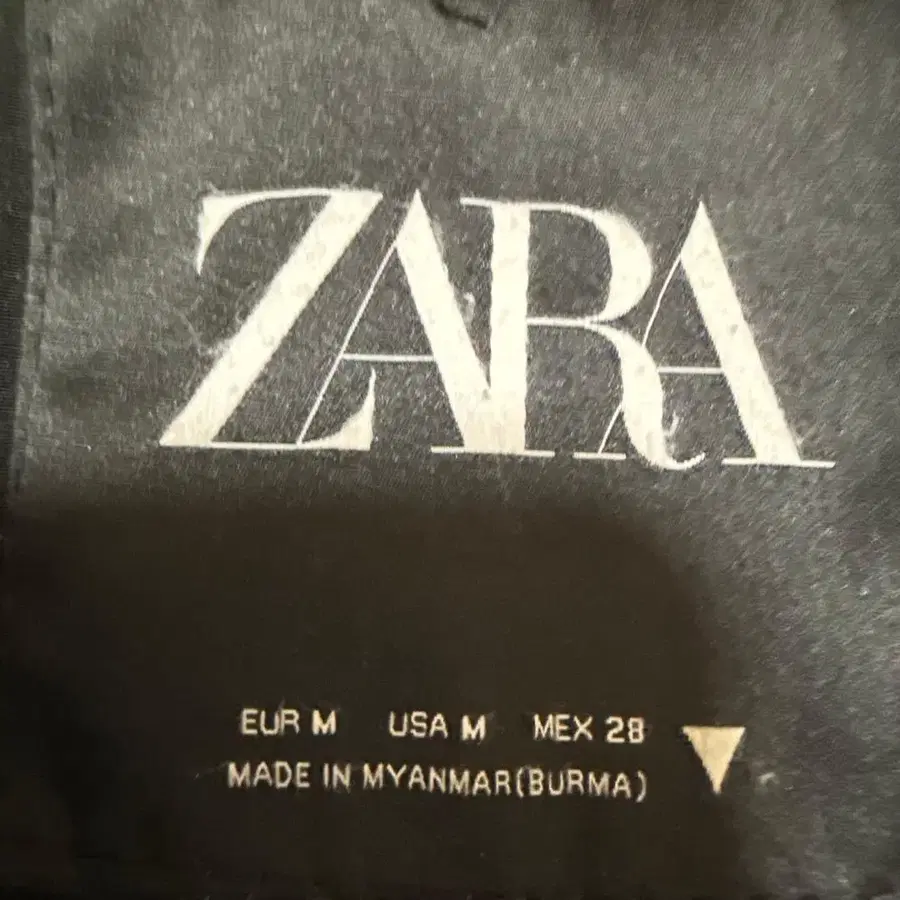 ZARA
EUR M USA M MEX 28
MADE IN MYANMAR(BURMA)